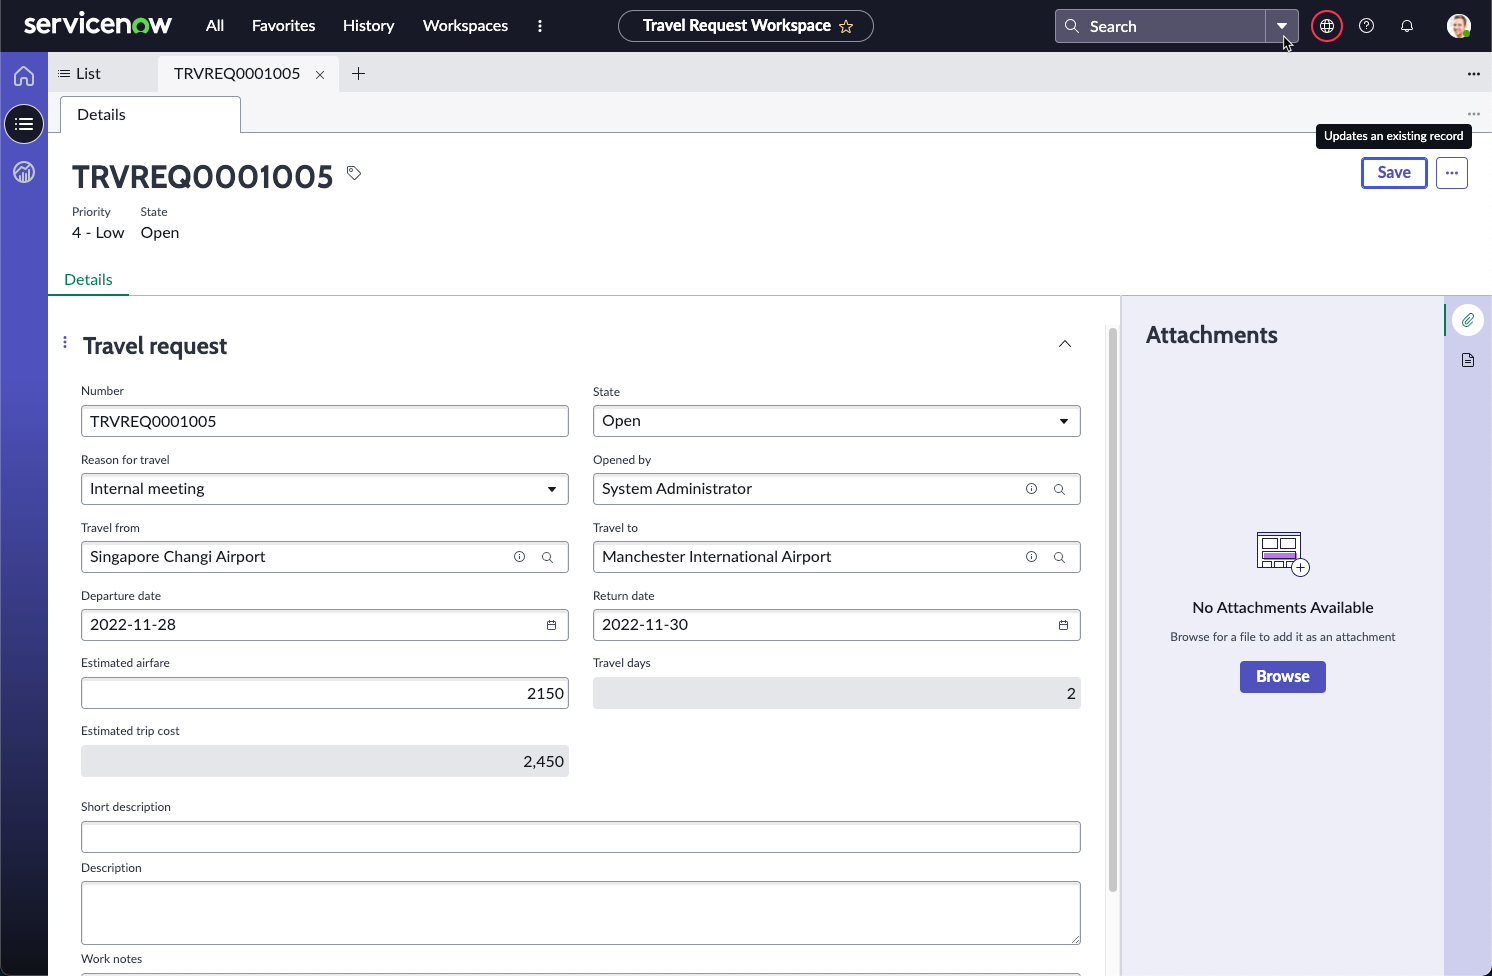 servicenow All Favorites History Workspaces Travel Request Workspace Search
List TRVREQ0001005
Details
Updates an existing record
TRVREQ0001005
Save
Priority State
4 - Low Open
Details
Travel request
Attachments
Number State
TRVREQ0001005 Open
Reason for travel Opened by
Internal meeting System Administrator
Travel from Travel to
Singapore Changi Airport Manchester International Airport
Departure date Return date
2022-11-28 2022-11-30
Estimated airfare Travel days
2150 2
Estimated trip cost
2,450
Short description
Description
Work notes
No Attachments Available
Browse for a file to add it as an attachment
Browse